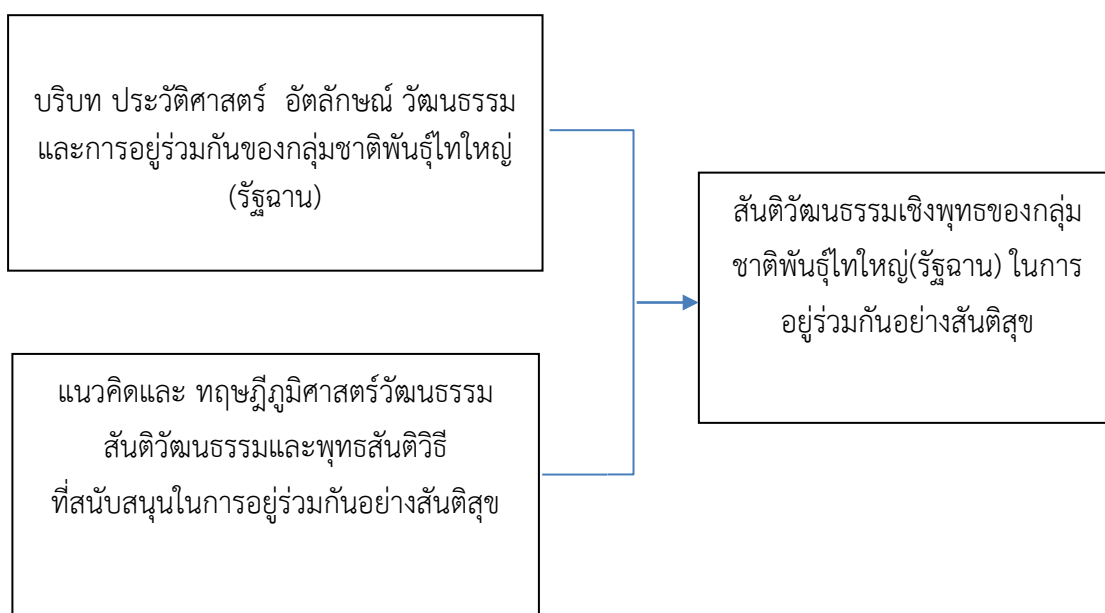 บริบท ประวัติศาสตร์ อัตลักษณ์ วัฒนธรรม
และการอยู่ร่วมกันของกลุ่มชาติพันธุ์ไทใหญ่
(รัฐฉาน)
แนวคิดและ ทฤษฎีภูมิศาสตร์วัฒนธรรม
สันติวัฒนธรรมและพุทธสันติวิธี
ที่สนับสนุนในการอยู่ร่วมกันอย่างสันติสุข
สันติวัฒนธรรมเชิงพุทธของกลุ่ม
ชาติพันธุ์ไทใหญ่(รัฐฉาน) ในการ
อยู่ร่วมกันอย่างสันติสุข